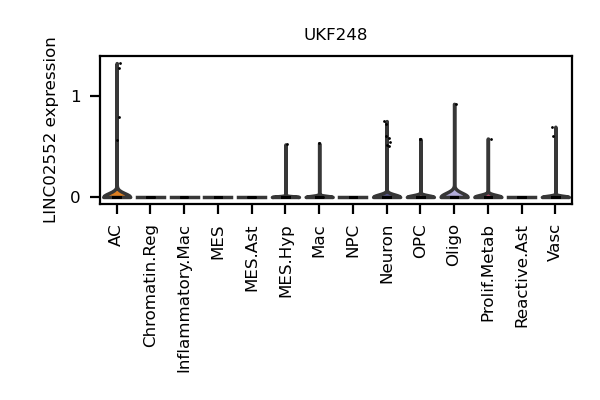 UKF248
LINC02552 expression
1
0
AC
Chromatin.Reg
Inflammatory.Mac
MES
MES.Ast
MES.Hyp
Mac
NPC
Neuron
OPC
Oligo
Prolif.Metab
Reactive.Ast
Vasc